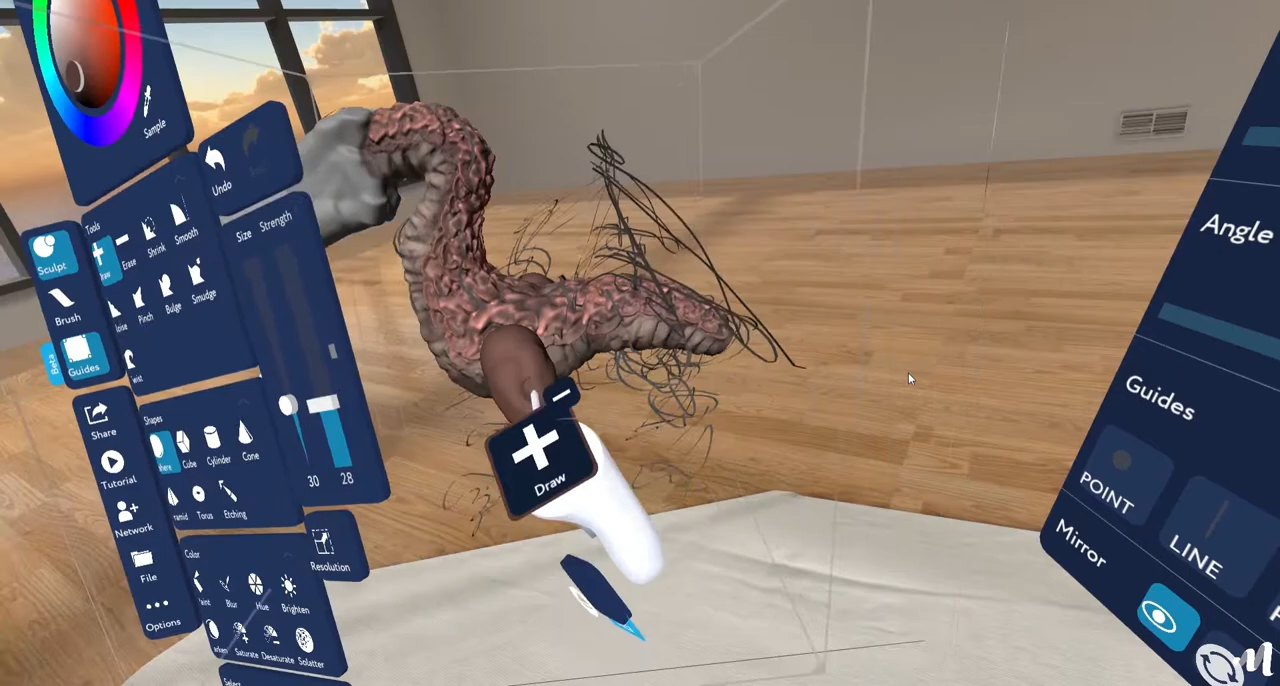 Sample
Undo
Tools
Erase
Shrink
Smooth
Pinch
Bulge
Smudge
Sculpt
Brush
Beta
Guides
Size
Strength
30
28
Share
Tutorial
Network
File
Options
Shapes
Cube
Cylinder
Cone
Torus
Etching
Resolution
Color
Blur
Hue
Brighten
Saturate
Desaturate
Splatter
Select
Draw
Angle
Guides
POINT
LINE
Mirror